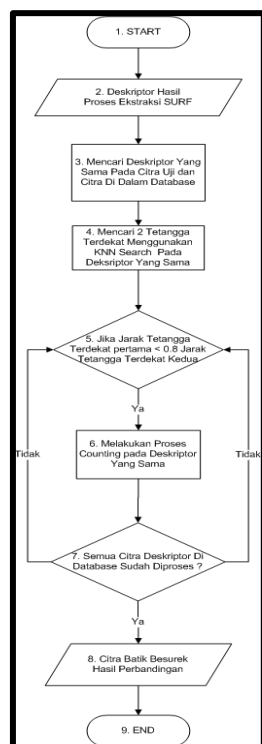 1. START
2. Deskriptor Hasil
Proses Ekstraksi SURF
3. Mencari Deskriptor Yang
Sama Pada Citra Uji dan
Citra Di Dalam Database
4. Mencari 2 Tetangga
Terdekat Menggunakan
KNN Search Pada
Deksriptor Yang Sama
5. Jika Jarak Tetangga
Terdekat pertama < 0.8 Jarak
Tetangga Terdekat Kedua
Ya
6. Melakukan Proses
Counting pada Deskriptor
Yang Sama
Tidak
Tidak
7. Semua Citra Deskriptor Di
Database Sudah Diproses ?
Ya
8. Citra Batik Besurek
Hasil Perbandingan
9. END